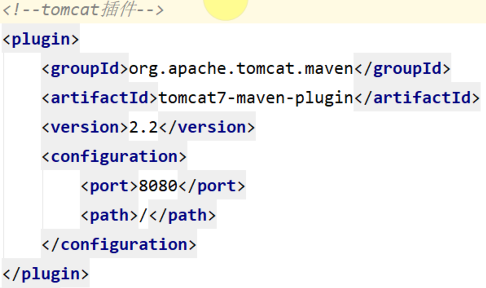 <!--tomcat插件-->
<plugin>
<groupId>org.apache.tomcat.maven</groupId>
<artifactId>tomcat7-maven-plugin</artifactId>
<version>2.2</version>
<configuration>
<port>8080</port>
<path>/</path>
</configuration>
</plugin>